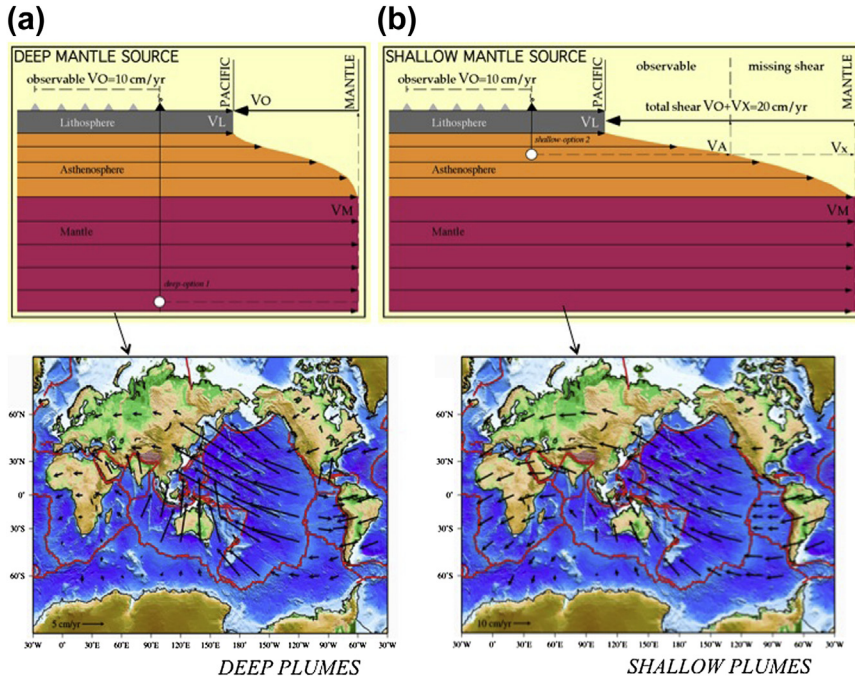 (a)
DEEP MANTLE SOURCE
observable VO=10 cm/yr
PACIFIC
MANTLE
VO
Lithosphere
VL
Asthenosphere
VM
Mantle
deep-option 1
(b)
SHALLOW MANTLE SOURCE
observable VO=10 cm/yr
PACIFIC
observable
missing shear
MANTLE
total shear VO+VX=20 cm/yr
Lithosphere
VL
shallow-option 2
VA
VX
Asthenosphere
VM
Mantle
60°N
30°N
0°
30°S
60°S
5 cm/yr
30°W 0° 30°E 60°E 90°E 120°E 150°E 180° 150°W 120°W 90°W 60°W 30°W
DEEP PLUMES
60°N
30°N
0°
30°S
60°S
10 cm/yr
30°W 0° 30°E 60°E 90°E 120°E 150°E 180° 150°W 120°W 90°W 60°W 30°W
SHALLOW PLUMES